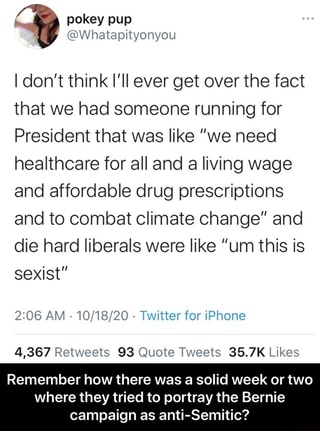 pokey pup
@Whatapityonyou
I don't think I'll ever get over the fact
that we had someone running for
President that was like "we need
healthcare for all and a living wage
and affordable drug prescriptions
and to combat climate change" and
die hard liberals were like "um this is
sexist"
2:06 AM · 10/18/20 · Twitter for iPhone
4,367 Retweets 93 Quote Tweets 35.7K Likes
Remember how there was a solid week or two
where they tried to portray the Bernie
campaign as anti-Semitic?